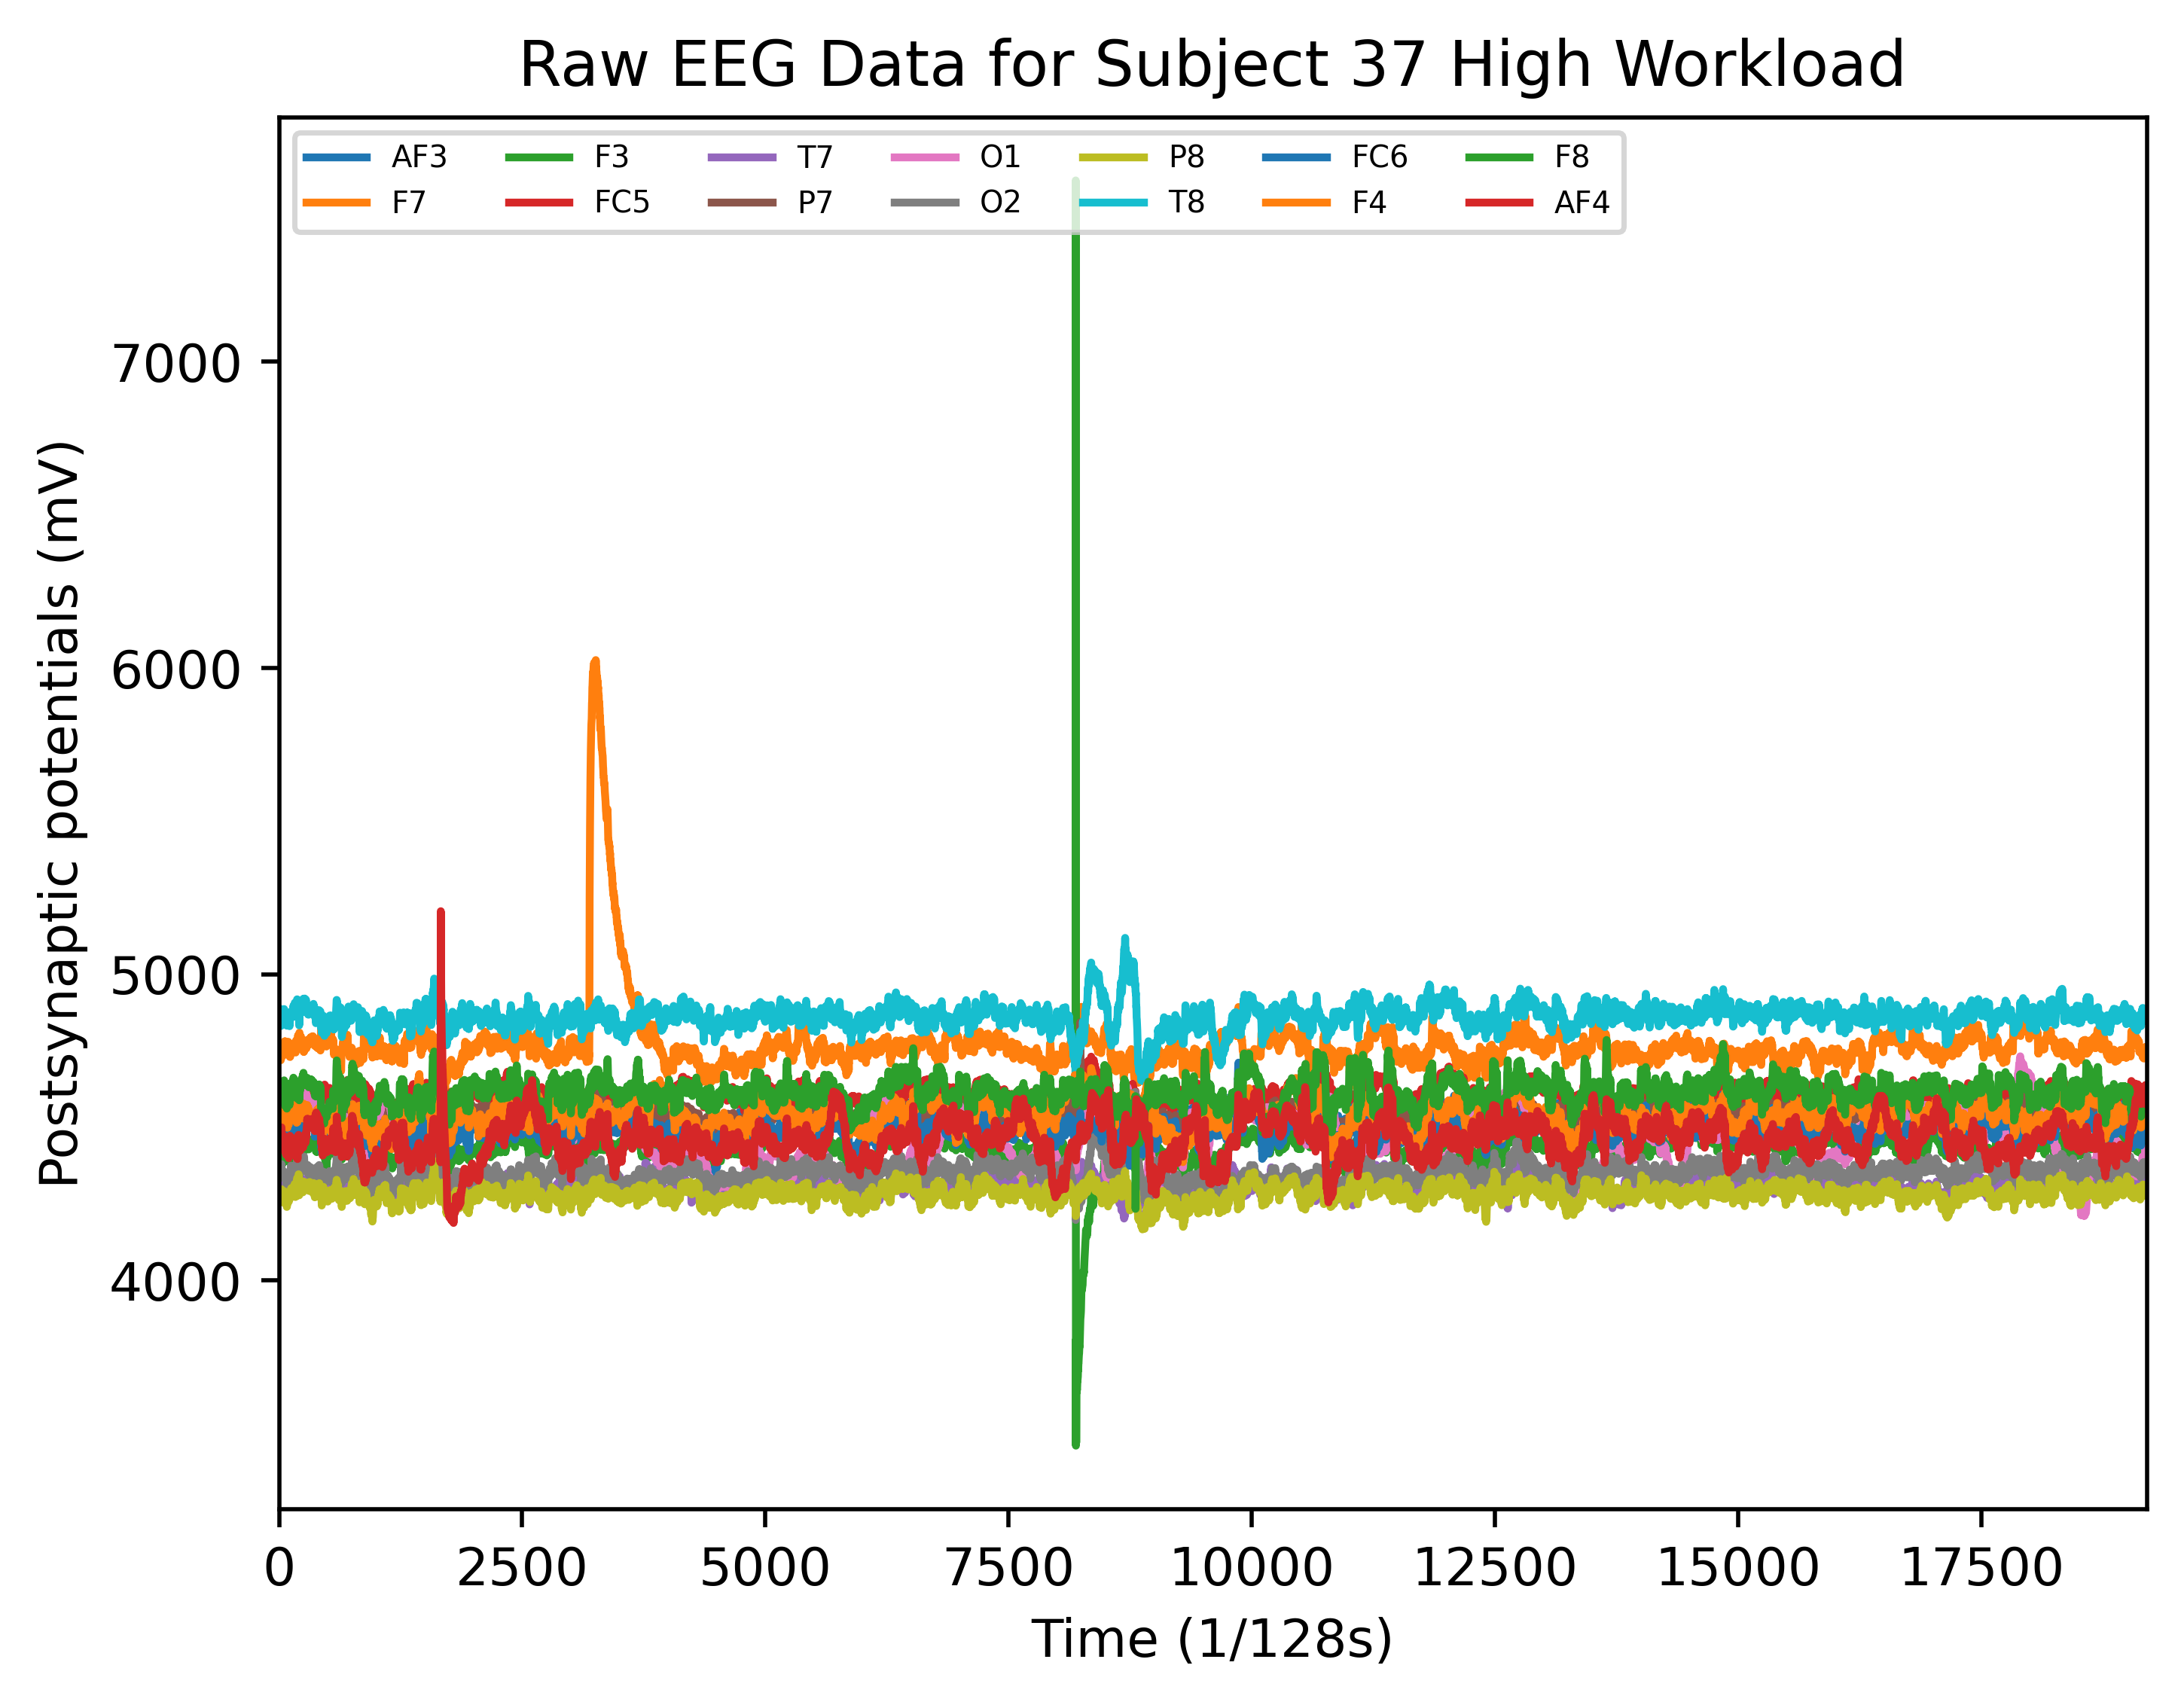 Raw EEG Data for Subject 37 High Workload
AF3 F3 T7 O1 P8 FC6 F8
F7 FC5 P7 O2 T8 F4 AF4
7000
6000
5000
4000
Postsynaptic potentials (mV)
0 2500 5000 7500 10000 12500 15000 17500
Time (1/128s)